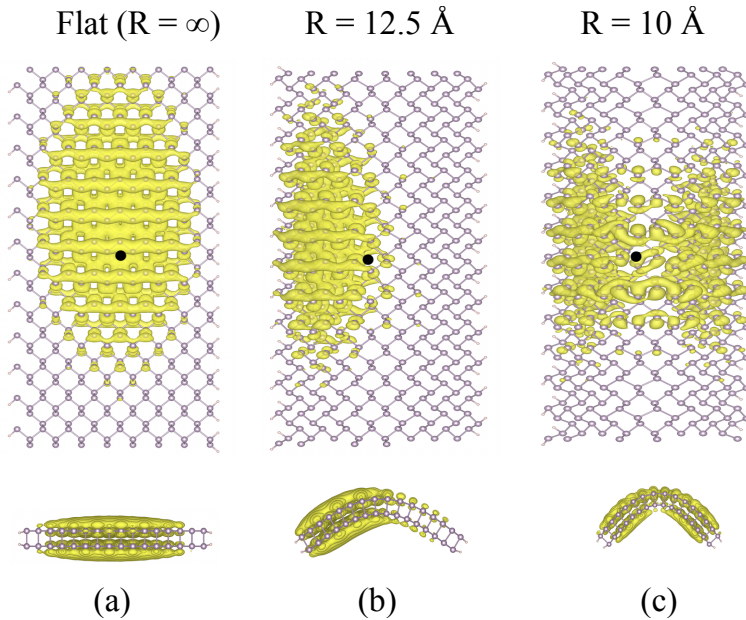 Flat (R = ∞) R = 12.5 Å R = 10 Å
(a) (b) (c)